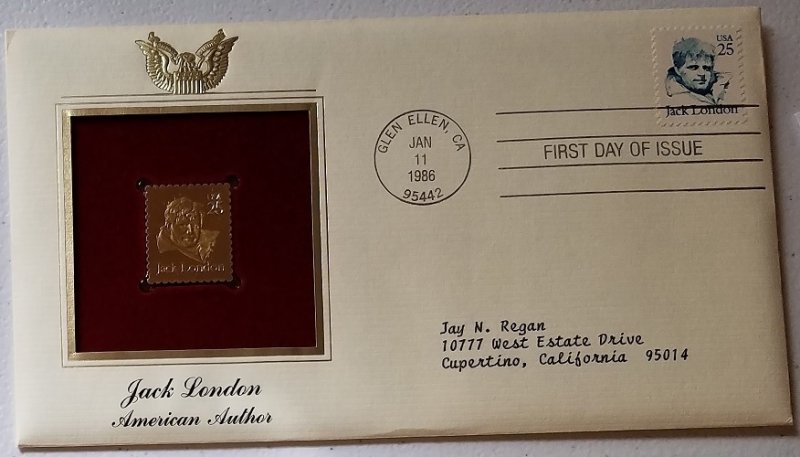 USA
25
Jack London
GLEN ELLEN, CA
JAN
11
1986
95442
FIRST DAY OF ISSUE
25
Jack London
Jay N. Regan
10777 West Estate Drive
Cupertino, California 95014
Jack London
American Author